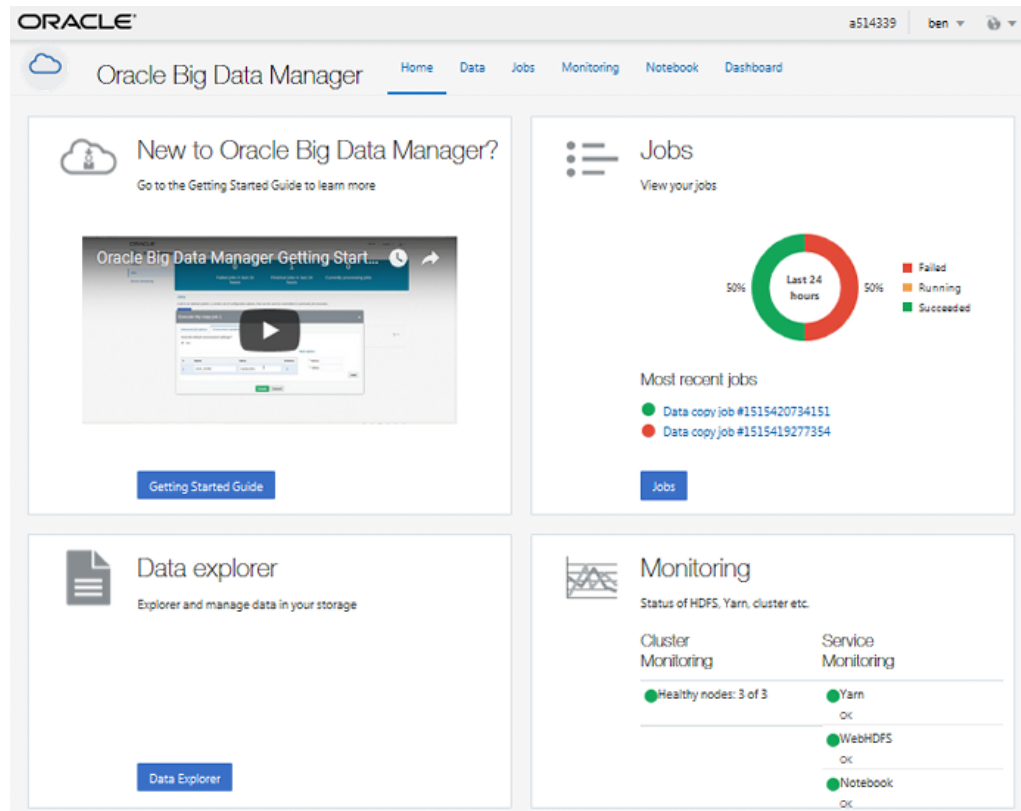 ORACLE®
a514339 ben
Oracle Big Data Manager
Home Data Jobs Monitoring Notebook Dashboard
New to Oracle Big Data Manager?
Go to the Getting Started Guide to learn more
Oracle Big Data Manager Getting Start...
Getting Started Guide
Jobs
View your jobs
50%
Last 24
hours
50%
Failed
Running
Succeeded
Most recent jobs
Data copy job #1515420734151
Data copy job #1515419277354
Jobs
Data explorer
Explorer and manage data in your storage
Data Explorer
Monitoring
Status of HDFS, Yarn, cluster etc.
Cluster
Monitoring
Healthy nodes: 3 of 3
Service
Monitoring
Yarn
OK
WebHDFS
OK
Notebook
OK